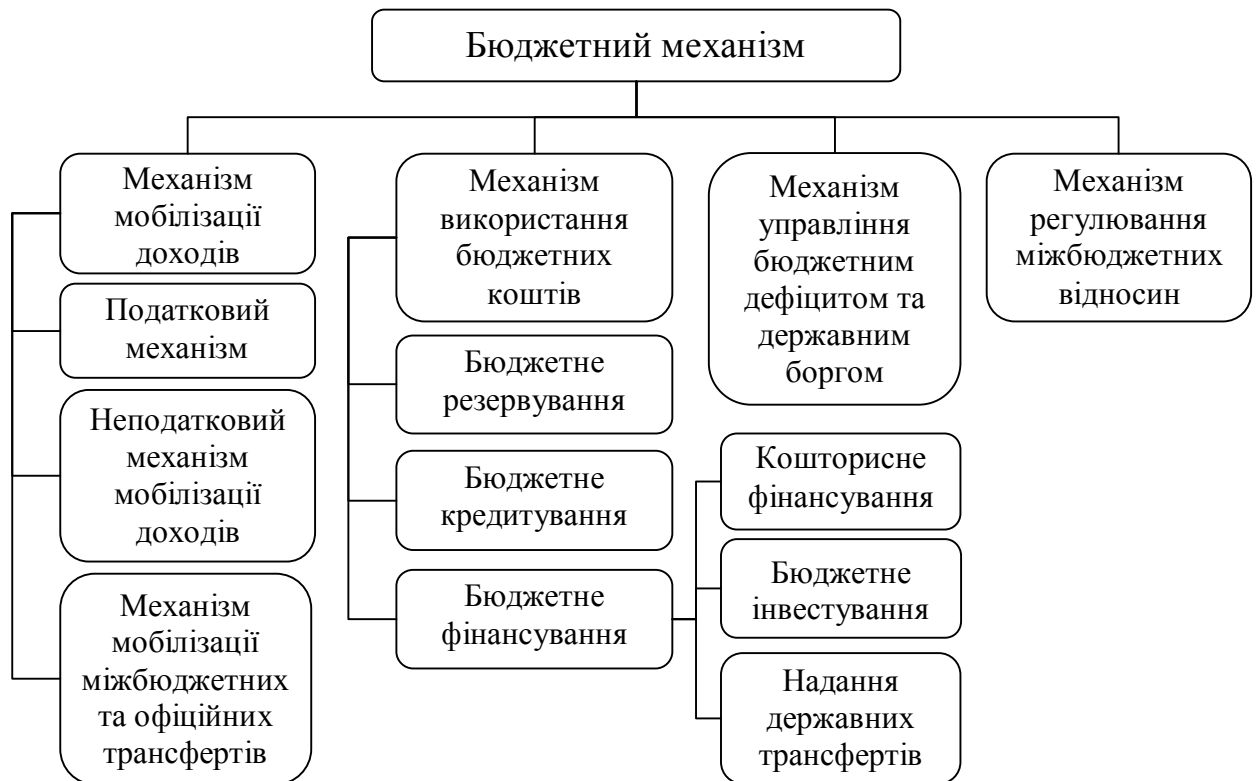 Бюджетний механізм
Механізм
мобілізації
доходів
Податковий
механізм
Неподатковий
механізм
мобілізації
доходів
Механізм
мобілізації
міжбюджетних
та офіційних
трансфертів
Механізм
використання
бюджетних
коштів
Бюджетне
резервування
Бюджетне
кредитування
Бюджетне
фінансування
Кошторисне
фінансування
Бюджетне
інвестування
Надання
державних
трансфертів
Механізм
управління
бюджетним
дефіцитом та
державним
боргом
Механізм
регулювання
міжбюджетних
відносин